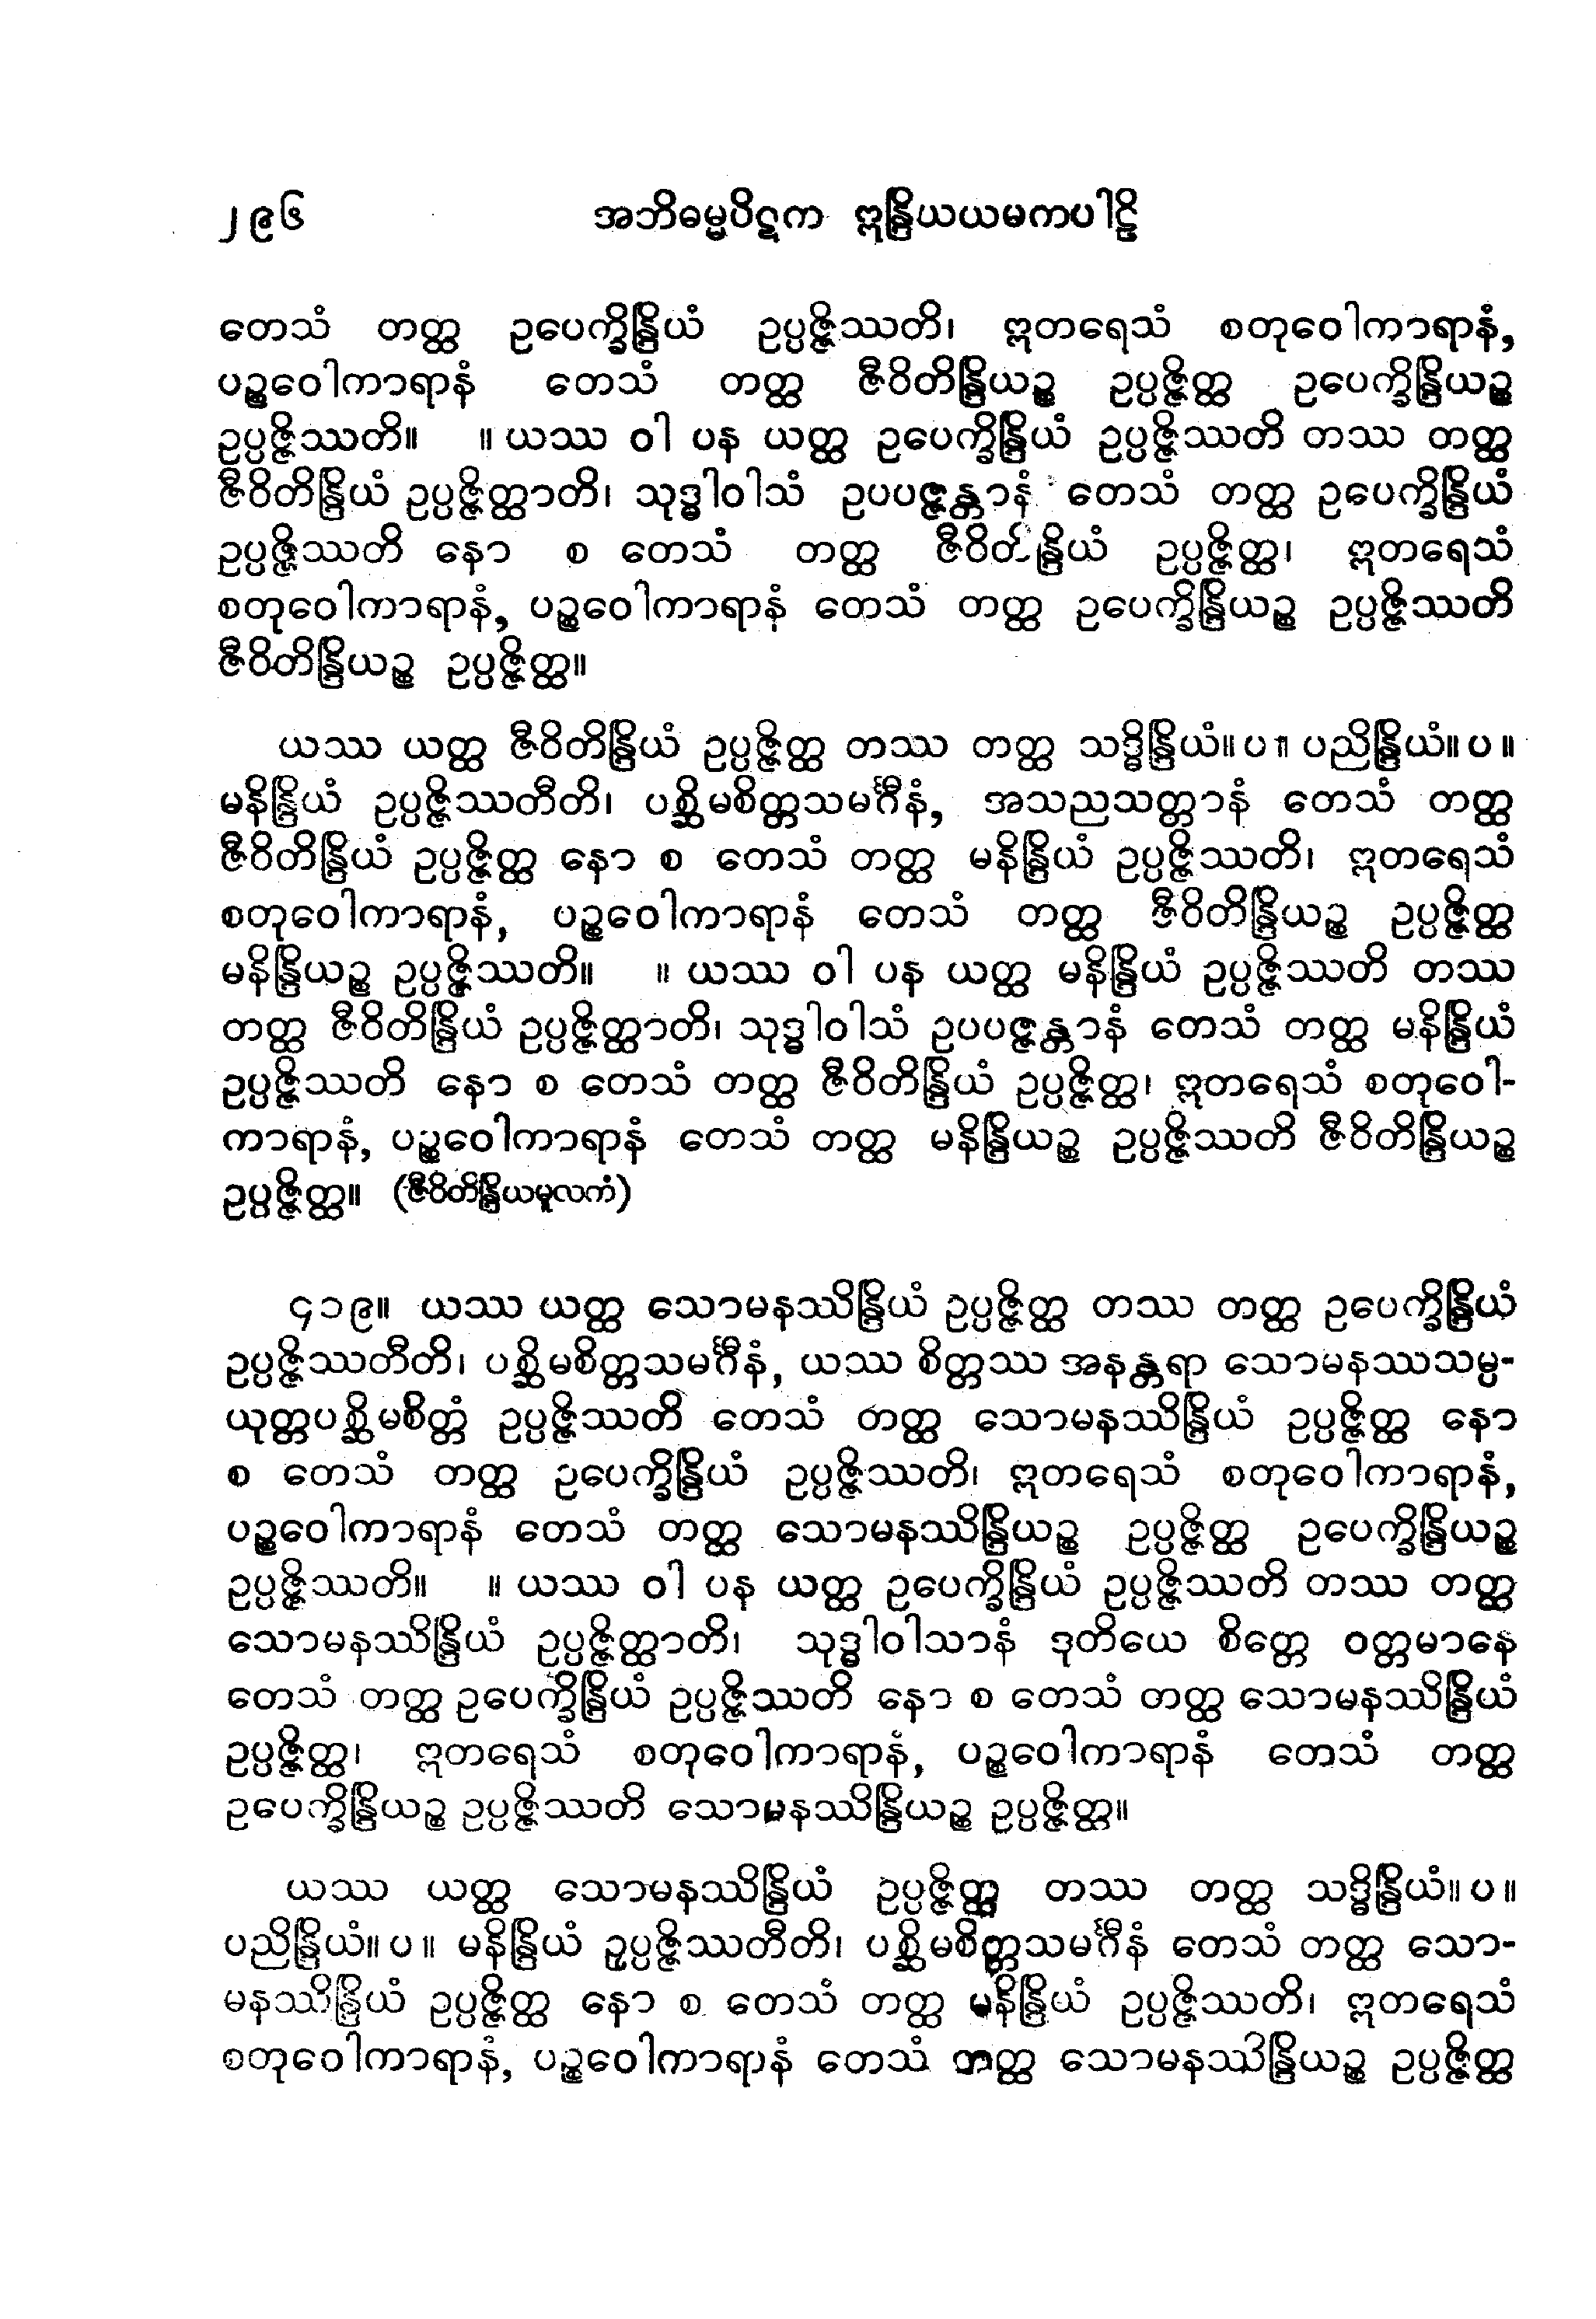 ၂၉၆ အဘိဓမ္မပိဋက ဣန္ဒြိယယမကပါဠိ
တေသံ တတ္ထ ဥပေက္ခိန္ဒြိယံ ဥပ္ပဇ္ဇိဿတိ၊ ဣတရေသံ စတုဝေါကာရာနံ,
ပဉ္စဝေါကာရာနံ တေသံ တတ္ထ ဇီဝိတိန္ဒြိယဉ္စ ဥပ္ပဇ္ဇိတ္ထ ဥပေက္ခိန္ဒြိယဉ္စ
ဥပ္ပဇ္ဇိဿတိ။ ။ ယဿ ဝါ ပန ယတ္ထ ဥပေက္ခိန္ဒြိယံ ဥပ္ပဇ္ဇိဿတိ တဿ တတ္ထ
ဇီဝိတိန္ဒြိယံ ဥပ္ပဇ္ဇိတ္ထာတိ၊ သုဒ္ဓါဝါသံ ဥပပဇ္ဇန္တာနံ တေသံ တတ္ထ ဥပေက္ခိန္ဒြိယံ
ဥပ္ပဇ္ဇိဿတိ နော စ တေသံ တတ္ထ ဇီဝိတိန္ဒြိယံ ဥပ္ပဇ္ဇိတ္ထ၊ ဣတရေသံ
စတုဝေါကာရာနံ, ပဉ္စဝေါကာရာနံ တေသံ တတ္ထ ဥပေက္ခိန္ဒြိယဉ္စ ဥပ္ပဇ္ဇိဿတိ
ဇီဝိတိန္ဒြိယဉ္စ ဥပ္ပဇ္ဇိတ္ထ။
ယဿ ယတ္ထ ဇီဝိတိန္ဒြိယံ ဥပ္ပဇ္ဇိတ္ထ တဿ တတ္ထ သဒ္ဓိန္ဒြိယံ။ပ။ ပညိန္ဒြိယံ။ပ။
မနိန္ဒြိယံ ဥပ္ပဇ္ဇိဿတီတိ၊ ပစ္ဆိမစိတ္တသမင်္ဂီနံ, အသညသတ္တာနံ တေသံ တတ္ထ
ဇီဝိတိန္ဒြိယံ ဥပ္ပဇ္ဇိတ္ထ နော စ တေသံ တတ္ထ မနိန္ဒြိယံ ဥပ္ပဇ္ဇိဿတိ၊ ဣတရေသံ
စတုဝေါကာရာနံ, ပဉ္စဝေါကာရာနံ တေသံ တတ္ထ ဇီဝိတိန္ဒြိယဉ္စ ဥပ္ပဇ္ဇိတ္ထ
မနိန္ဒြိယဉ္စ ဥပ္ပဇ္ဇိဿတိ။ ။ ယဿ ဝါ ပန ယတ္ထ မနိန္ဒြိယံ ဥပ္ပဇ္ဇိဿတိ တဿ
တတ္ထ ဇီဝိတိန္ဒြိယံ ဥပ္ပဇ္ဇိတ္ထာတိ၊ သုဒ္ဓါဝါသံ ဥပပဇ္ဇန္တာနံ တေသံ တတ္ထ မနိန္ဒြိယံ
ဥပ္ပဇ္ဇိဿတိ နော စ တေသံ တတ္ထ ဇီဝိတိန္ဒြိယံ ဥပ္ပဇ္ဇိတ္ထ၊ ဣတရေသံ စတုဝေါ-
ကာရာနံ, ပဉ္စဝေါကာရာနံ တေသံ တတ္ထ မနိန္ဒြိယဉ္စ ဥပ္ပဇ္ဇိဿတိ ဇီဝိတိန္ဒြိယဉ္စ
ဥပ္ပဇ္ဇိတ္ထ။ (ဇီဝိတိန္ဒြိယမူလကံ)
၄၁၉။ ယဿ ယတ္ထ သောမနဿိန္ဒြိယံ ဥပ္ပဇ္ဇိတ္ထ တဿ တတ္ထ ဥပေက္ခိန္ဒြိယံ
ဥပ္ပဇ္ဇိဿတီတိ၊ ပစ္ဆိမစိတ္တသမင်္ဂီနံ, ယဿ စိတ္တဿ အနန္တရာ သောမနဿသမ္ပ-
ယုတ္တပစ္ဆိမစိတ္တံ ဥပ္ပဇ္ဇိဿတိ တေသံ တတ္ထ သောမနဿိန္ဒြိယံ ဥပ္ပဇ္ဇိတ္ထ နော
စ တေသံ တတ္ထ ဥပေက္ခိန္ဒြိယံ ဥပ္ပဇ္ဇိဿတိ၊ ဣတရေသံ စတုဝေါကာရာနံ,
ပဉ္စဝေါကာရာနံ တေသံ တတ္ထ သောမနဿိန္ဒြိယဉ္စ ဥပ္ပဇ္ဇိတ္ထ ဥပေက္ခိန္ဒြိယဉ္စ
ဥပ္ပဇ္ဇိဿတိ။ ။ ယဿ ဝါ ပန ယတ္ထ ဥပေက္ခိန္ဒြိယံ ဥပ္ပဇ္ဇိဿတိ တဿ တတ္ထ
သောမနဿိန္ဒြိယံ ဥပ္ပဇ္ဇိတ္ထာတိ၊ သုဒ္ဓါဝါသာနံ ဒုတိယေ စိတ္တေ ဝတ္တမာနေ
တေသံ တတ္ထ ဥပေက္ခိန္ဒြိယံ ဥပ္ပဇ္ဇိဿတိ နော စ တေသံ တတ္ထ သောမနဿိန္ဒြိယံ
ဥပ္ပဇ္ဇိတ္ထ၊ ဣတရေသံ စတုဝေါကာရာနံ, ပဉ္စဝေါကာရာနံ တေသံ တတ္ထ
ဥပေက္ခိန္ဒြိယဉ္စ ဥပ္ပဇ္ဇိဿတိ သောမနဿိန္ဒြိယဉ္စ ဥပ္ပဇ္ဇိတ္ထ။
ယဿ ယတ္ထ သောမနဿိန္ဒြိယံ ဥပ္ပဇ္ဇိတ္ထ တဿ တတ္ထ သဒ္ဓိန္ဒြိယံ။ပ။
ပညိန္ဒြိယံ။ပ။ မနိန္ဒြိယံ ဥပ္ပဇ္ဇိဿတီတိ၊ ပစ္ဆိမစိတ္တသမင်္ဂီနံ တေသံ တတ္ထ သော-
မနဿိန္ဒြိယံ ဥပ္ပဇ္ဇိတ္ထ နော စ တေသံ တတ္ထ မနိန္ဒြိယံ ဥပ္ပဇ္ဇိဿတိ၊ ဣတရေသံ
စတုဝေါကာရာနံ, ပဉ္စဝေါကာရာနံ တေသံ တတ္ထ သောမနဿိန္ဒြိယဉ္စ ဥပ္ပဇ္ဇိတ္ထ